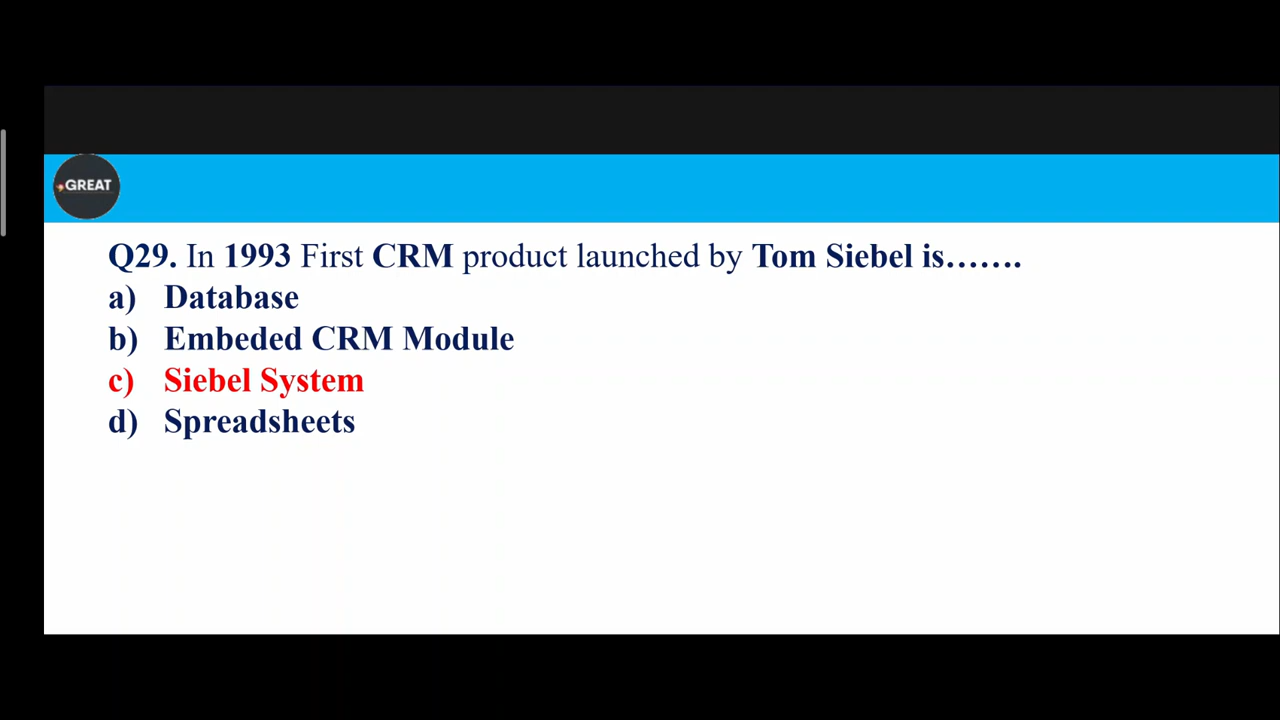 GREAT
Q29. In 1993 First CRM product launched by Tom Siebel is…….
a) Database
b) Embeded CRM Module
c) Siebel System
d) Spreadsheets